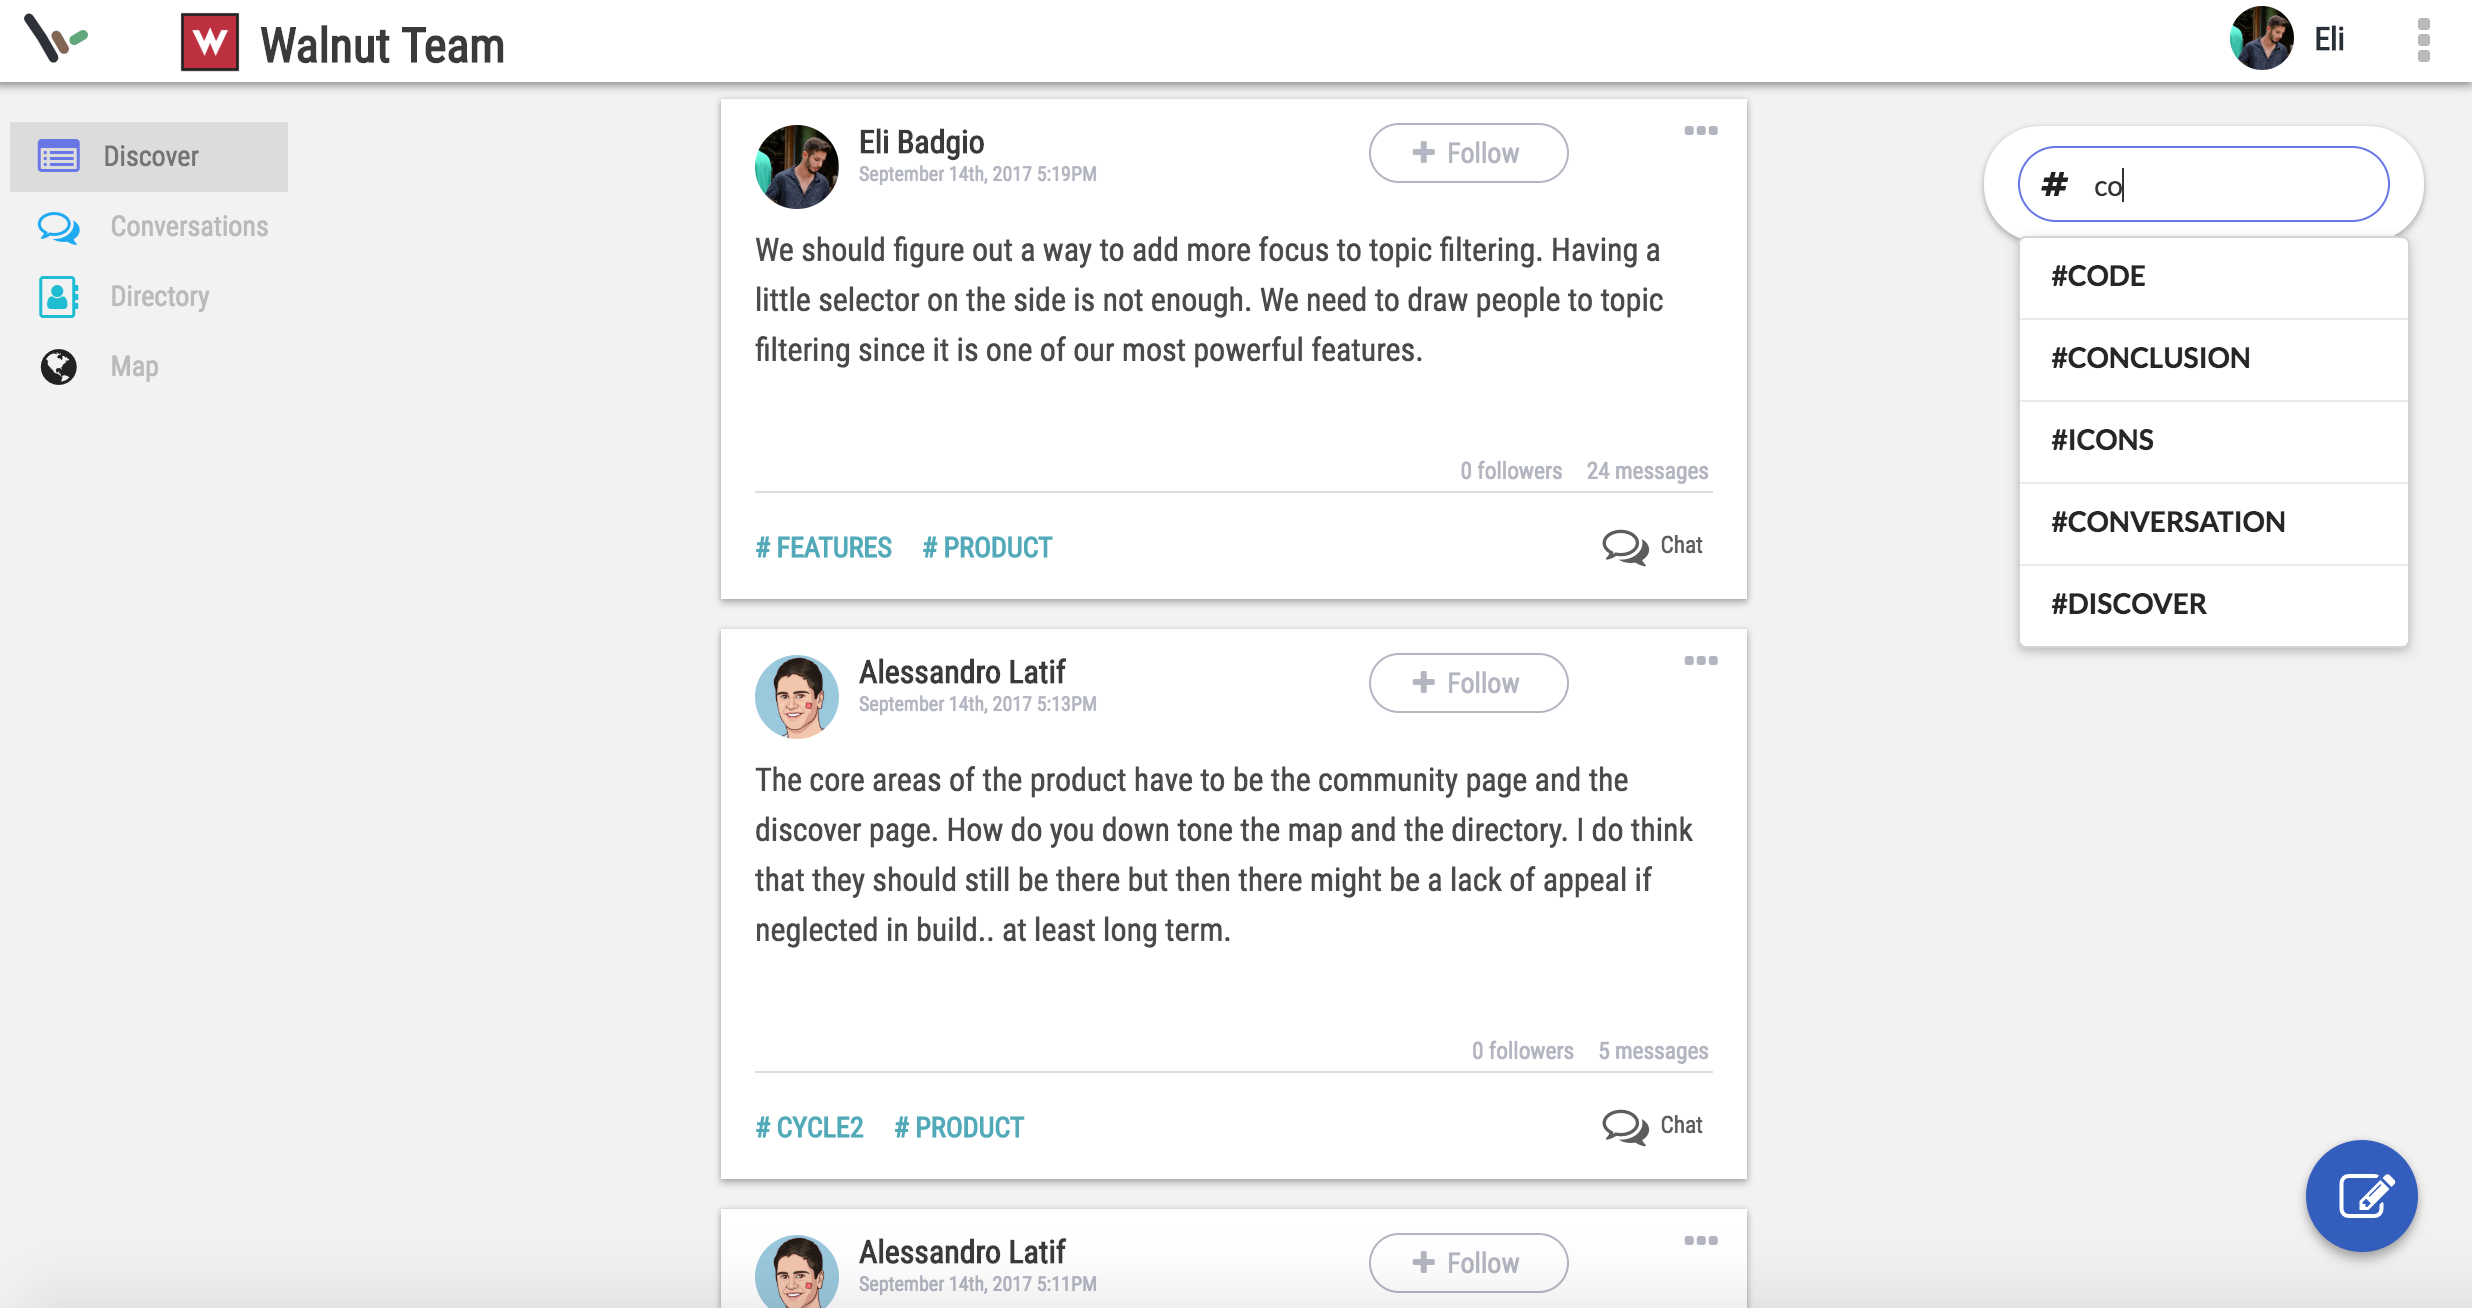 W Walnut Team
Eli
Discover
Conversations
Directory
Map
Eli Badgio
September 14th, 2017 5:19PM
+ Follow
We should figure out a way to add more focus to topic filtering. Having a
little selector on the side is not enough. We need to draw people to topic
filtering since it is one of our most powerful features.
0 followers 24 messages
# FEATURES # PRODUCT
Chat
Alessandro Latif
September 14th, 2017 5:13PM
+ Follow
The core areas of the product have to be the community page and the
discover page. How do you down tone the map and the directory. I do think
that they should still be there but then there might be a lack of appeal if
neglected in build.. at least long term.
0 followers 5 messages
# CYCLE2 # PRODUCT
Chat
Alessandro Latif
September 14th, 2017 5:11PM
+ Follow
# co
#CODE
#CONCLUSION
#ICONS
#CONVERSATION
#DISCOVER